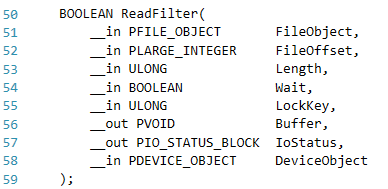 50 BOOLEAN ReadFilter(
51 __in PFILE_OBJECT FileObject,
52 __in PLARGE_INTEGER FileOffset,
53 __in ULONG Length,
54 __in BOOLEAN Wait,
55 __in ULONG LockKey,
56 __out PVOID Buffer,
57 __out PIO_STATUS_BLOCK IoStatus,
58 __in PDEVICE_OBJECT DeviceObject
59 );